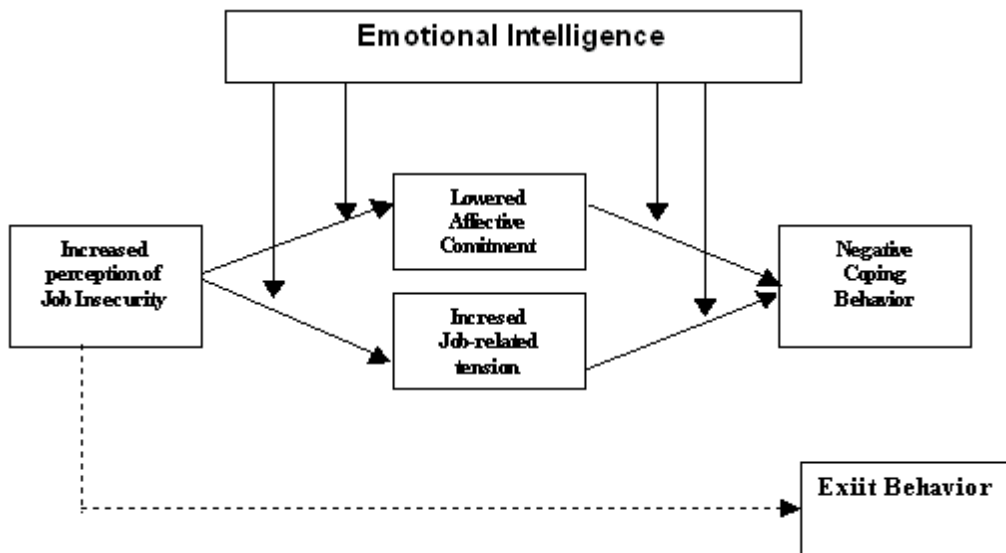 Emotional Intelligence
Lowered
Affective
Comitment
Increased
perception of
Job Insecurity
Negative
Coping
Behavior
Incresed
Job-related
tension
Exiit Behavior